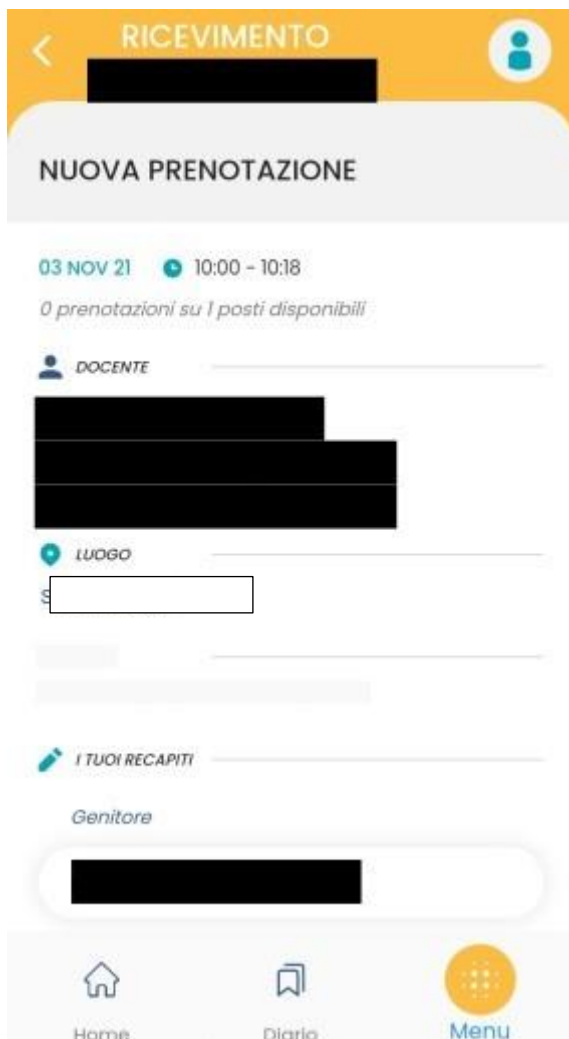 RICEVIMENTO
NUOVA PRENOTAZIONE
03 NOV 21 10:00 - 10:18
0 prenotazioni su 1 posti disponibili
DOCENTE
LUOGO
I TUOI RECAPITI
Genitore
Home Diario Menu